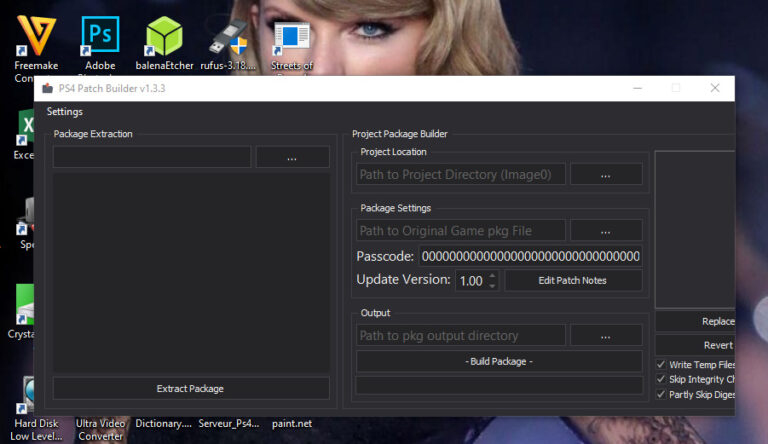 Freemake
Con...
Adobe
balenaEtcher
rufus-3.18....
Streets of
PS4 Patch Builder v1.3.3
Settings
Package Extraction
...
Extract Package
Project Package Builder
Project Location
Path to Project Directory (Image0)
...
Package Settings
Path to Original Game pkg File
...
Passcode:
00000000000000000000000000000000
Update Version:
1.00
Edit Patch Notes
Output
Path to pkg output directory
...
- Build Package -
Replace
Revert
Write Temp Files
Skip Integrity Ch
Partly Skip Diges
Exce
Spo
Crysta
Hard Disk
Low Level...
Ultra Video
Converter
Dictionary....
Serveur_Ps4...
paint.net